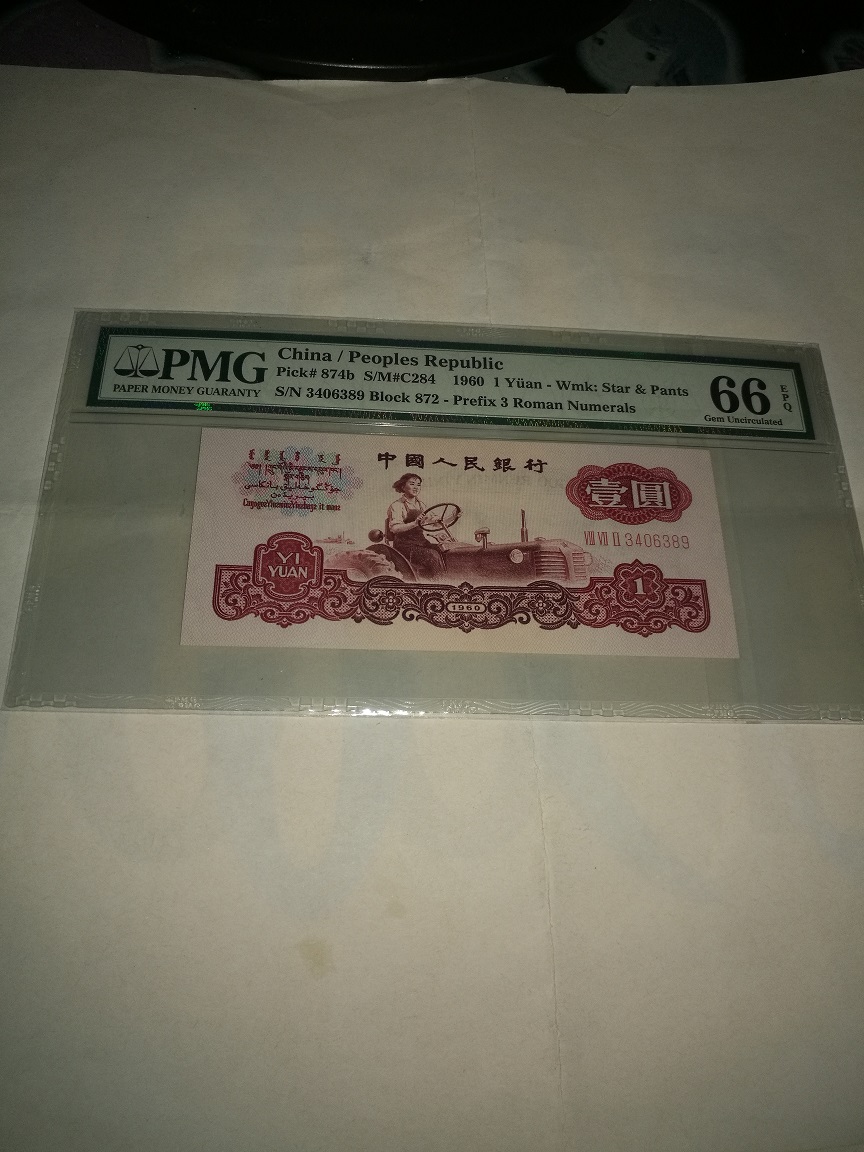 PMG
PAPER MONEY GUARANTY
China / Peoples Republic
Pick# 874b S/M#C284 1960 1 Yüan - Wmk: Star & Pants
S/N 3406389 Block 872 - Prefix 3 Roman Numerals
66
EPQ
Gem Uncirculated
中國人民銀行
壹圓
VIII VII II 3406389
YI
YUAN
1960
1